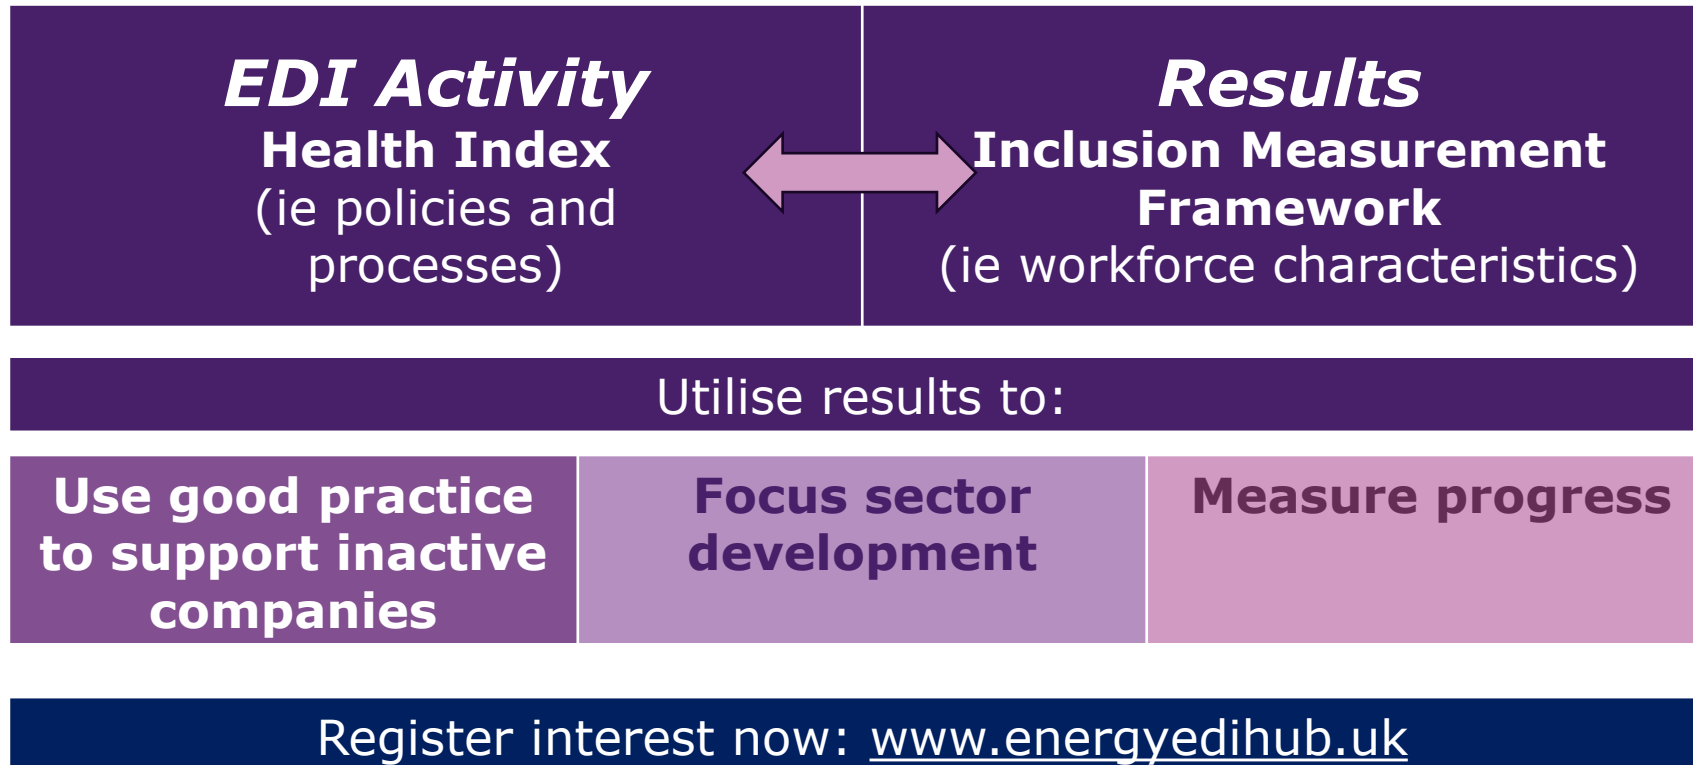 EDI Activity
Health Index
(ie policies and
processes)
Results
Inclusion Measurement
Framework
(ie workforce characteristics)
Utilise results to:
Use good practice
to support inactive
companies
Focus sector
development
Measure progress
Register interest now: www.energyedihub.uk